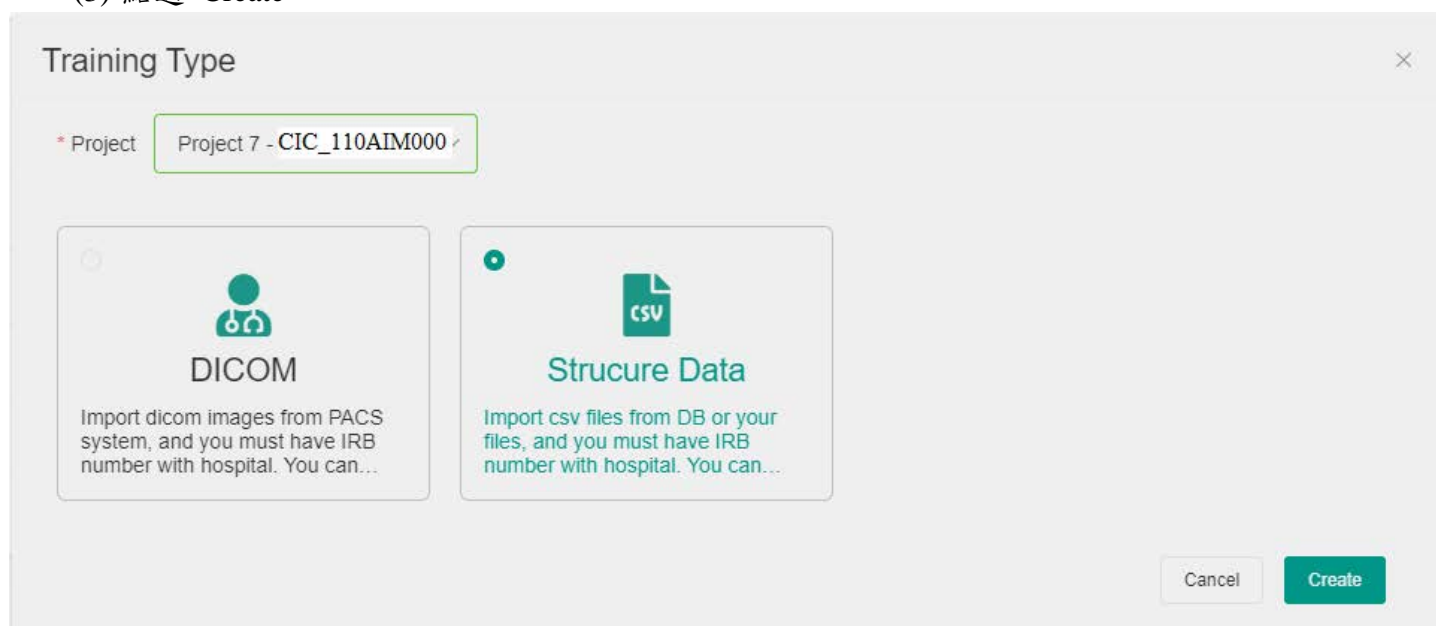 Training Type
* Project Project 7 - CIC_110AIM000
CSV
DICOM
Strucure Data
Import dicom images from PACS
system, and you must have IRB
number with hospital. You can...
Import csv files from DB or your
files, and you must have IRB
number with hospital. You can...
Cancel Create